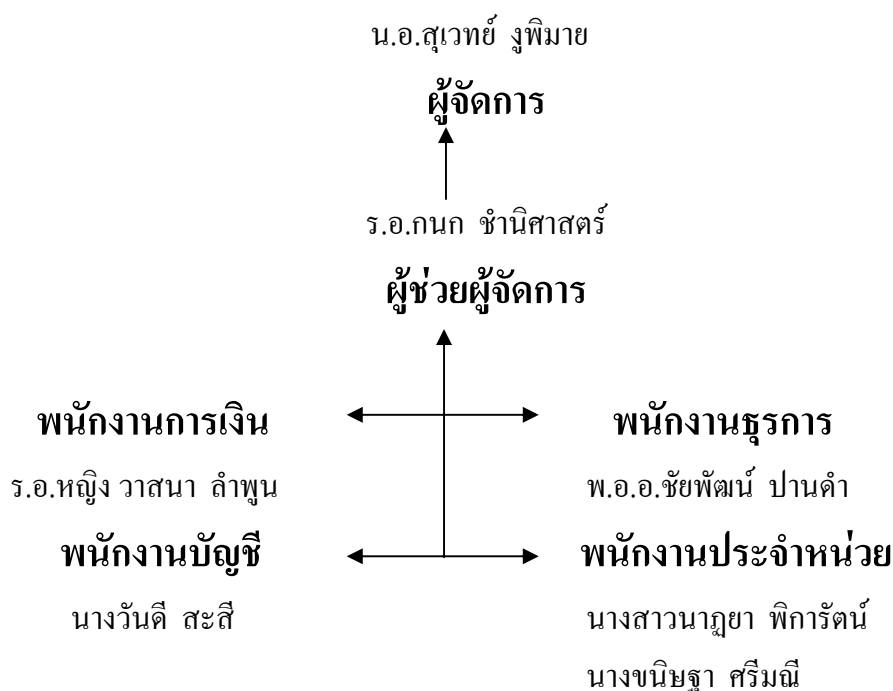 น.อ.สุเวทย์ งูพิมาย
ผู้จัดการ
ร.อ.กนก ชำนิศาสตร์
ผู้ช่วยผู้จัดการ
พนักงานการเงิน
ร.อ.หญิง วาสนา ลำพูน
พนักงานธุรการ
พ.อ.อ.ชัยพัฒน์ ปานดำ
พนักงานบัญชี
นางวันดี สะสี
พนักงานประจำหน่วย
นางสาวนาฏยา พิการัตน์
นางขนิษฐา ศรีมณี